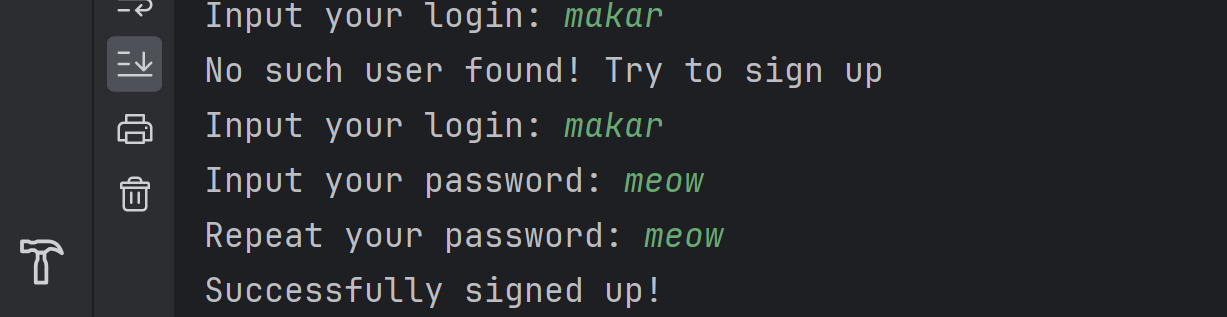 Input your login: makar
No such user found! Try to sign up
Input your login: makar
Input your password: meow
Repeat your password: meow
Successfully signed up!